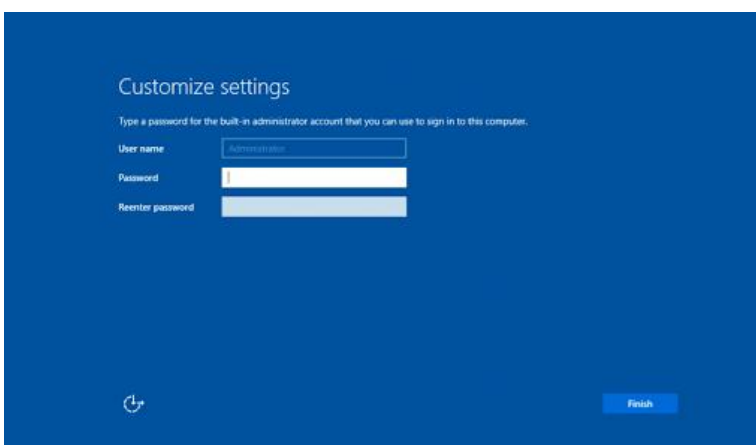 Customize settings
Type a password for the built-in administrator account that you can use to sign in to this computer.
User name Administrator
Password
Reenter password
Finish